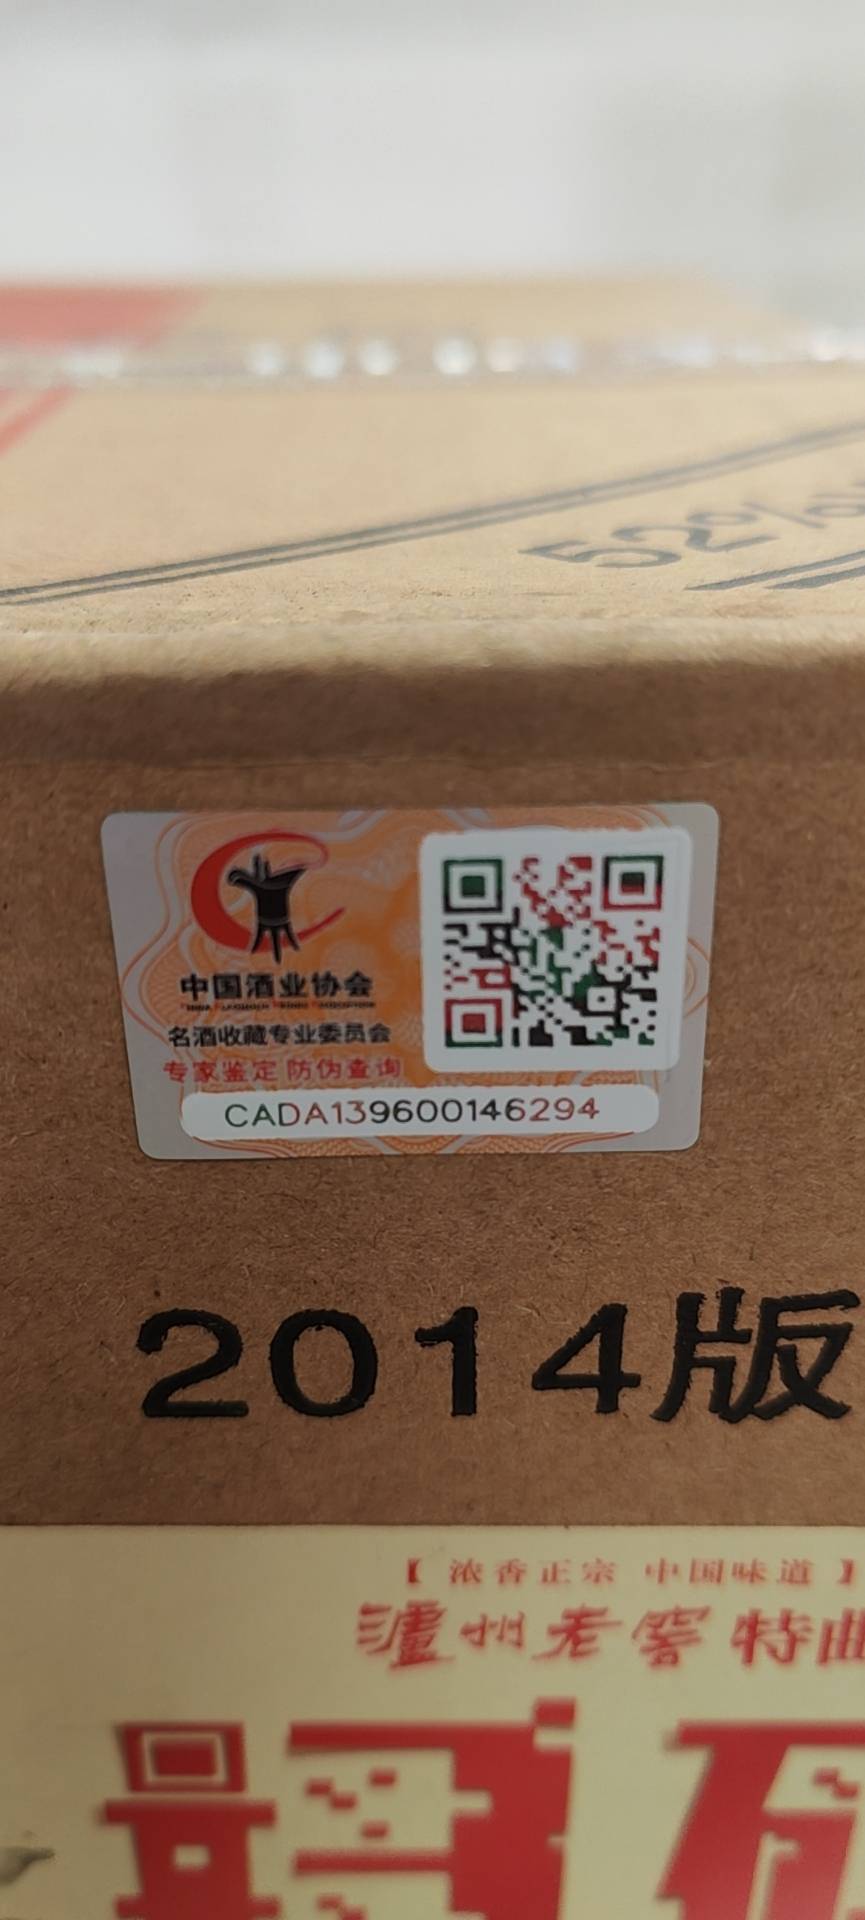 52%
中国酒业协会
名酒收藏专业委员会
专家鉴定 防伪查询
CADA139600146294
2014版
【 浓香正宗 中国味道 】
泸州老窖特曲